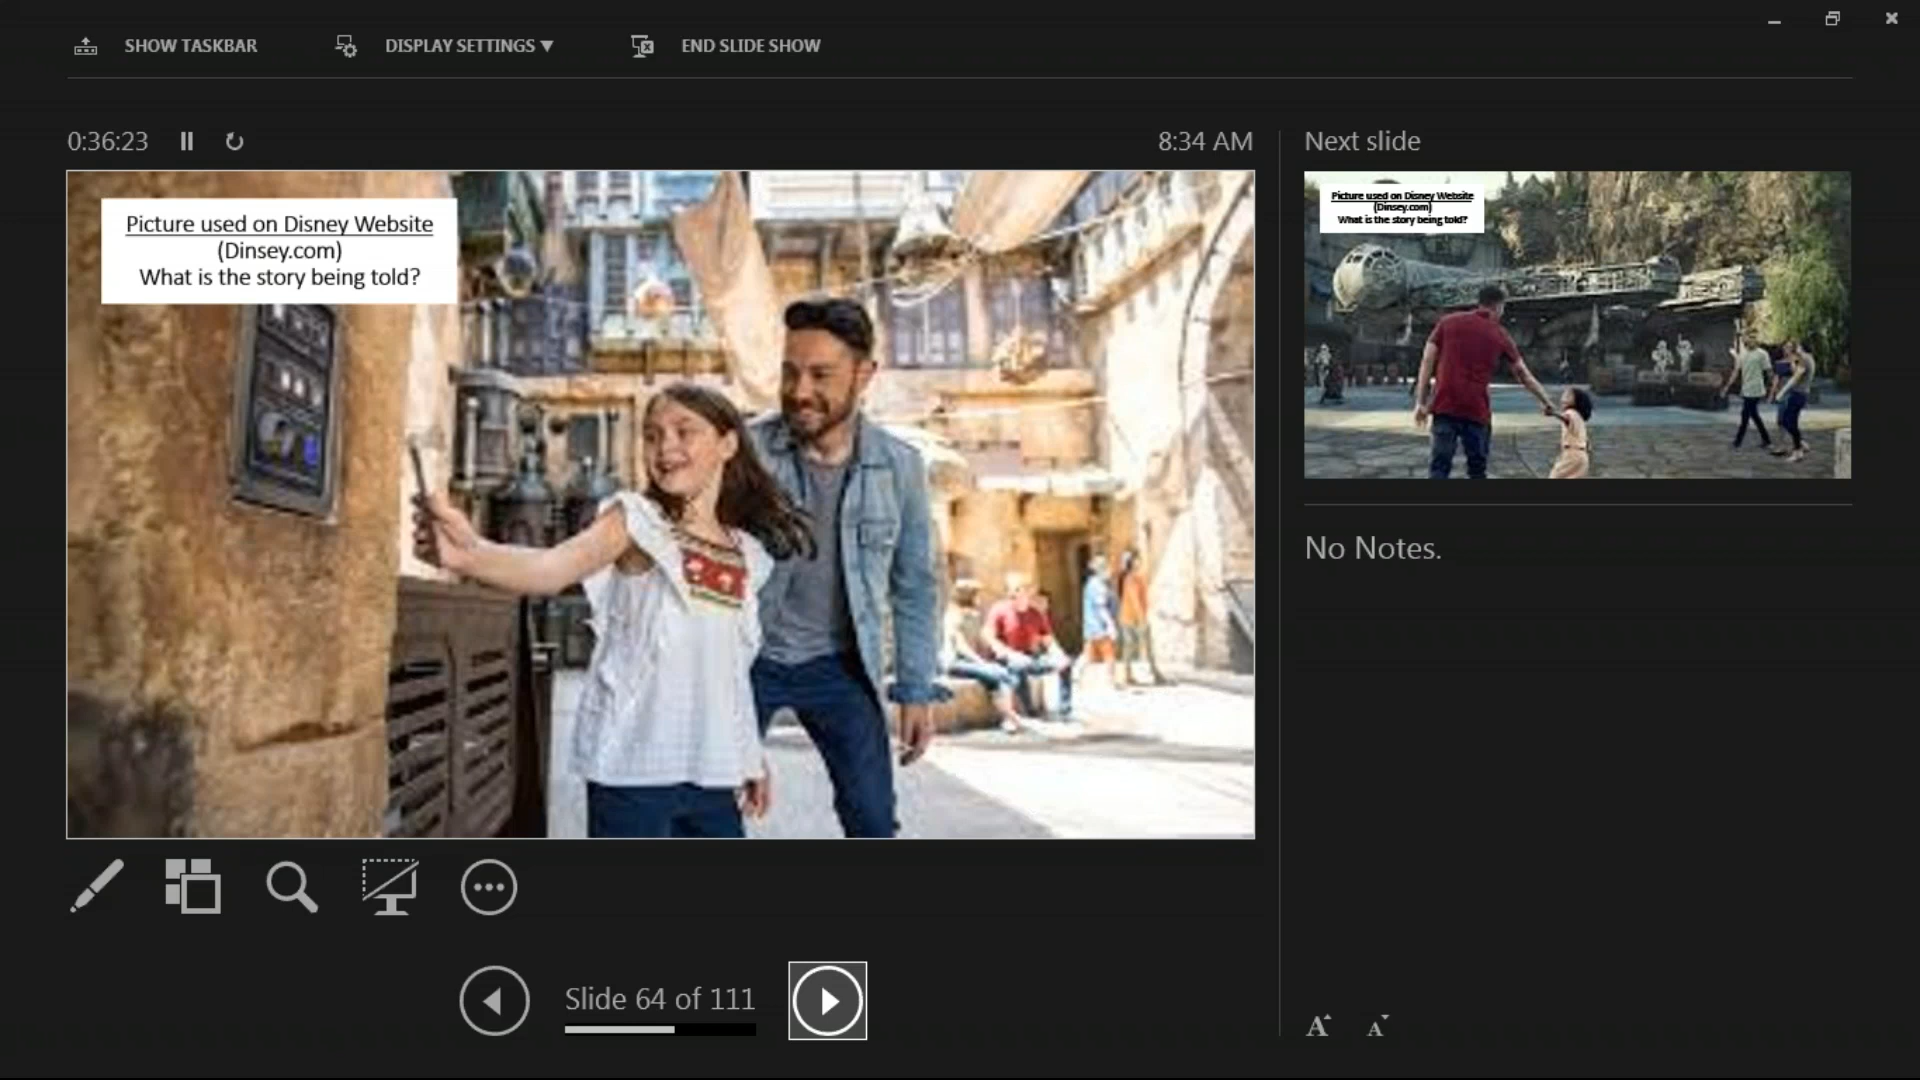 SHOW TASKBAR
DISPLAY SETTINGS ▼
END SLIDE SHOW
0:36:23
8:34 AM
Next slide
Picture used on Disney Website
(Dinsey.com)
What is the story being told?
Picture used on Disney Website
(Dinsey.com)
What is the story being told?
No Notes.
Slide 64 of 111
A
A